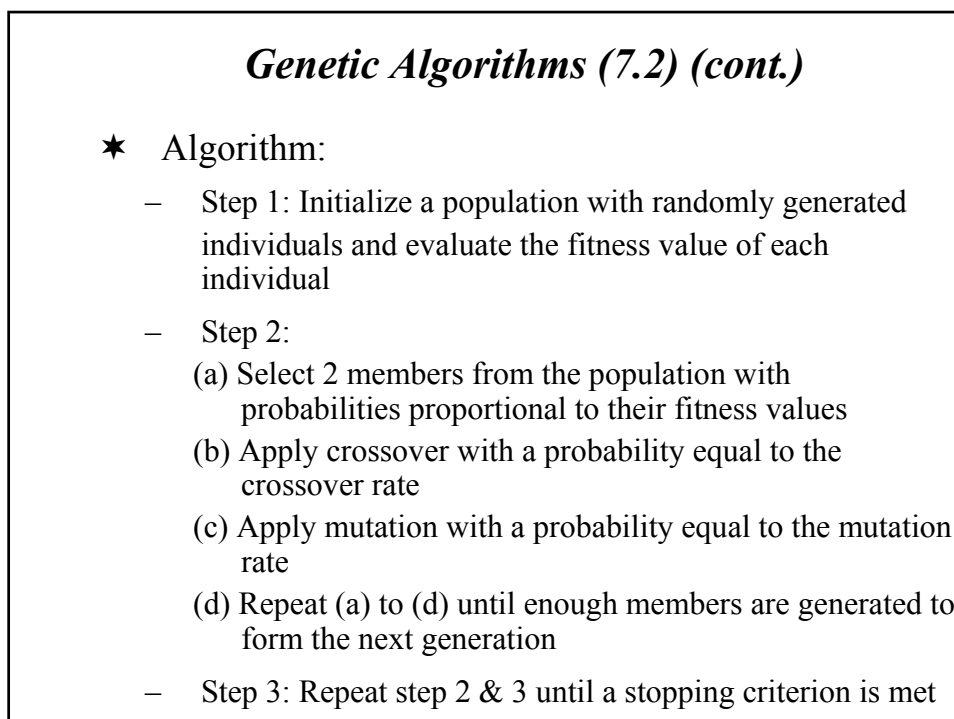 Genetic Algorithms (7.2) (cont.)
✶ Algorithm:
– Step 1: Initialize a population with randomly generated
individuals and evaluate the fitness value of each
individual
– Step 2:
(a) Select 2 members from the population with
probabilities proportional to their fitness values
(b) Apply crossover with a probability equal to the
crossover rate
(c) Apply mutation with a probability equal to the mutation
rate
(d) Repeat (a) to (d) until enough members are generated to
form the next generation
– Step 3: Repeat step 2 & 3 until a stopping criterion is met